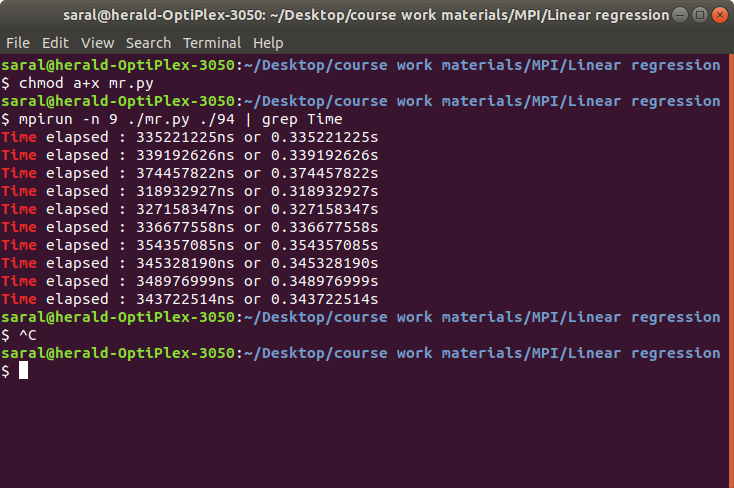 saral@herald-OptiPlex-3050: ~/Desktop/course work materials/MPI/Linear regression
File Edit View Search Terminal Help
saral@herald-OptiPlex-3050:~/Desktop/course work materials/MPI/Linear regression
$ chmod a+x mr.py
saral@herald-OptiPlex-3050:~/Desktop/course work materials/MPI/Linear regression
$ mpirun -n 9 ./mr.py ./94 | grep Time
Time elapsed : 335221225ns or 0.335221225s
Time elapsed : 339192626ns or 0.339192626s
Time elapsed : 374457822ns or 0.374457822s
Time elapsed : 318932927ns or 0.318932927s
Time elapsed : 327158347ns or 0.327158347s
Time elapsed : 336677558ns or 0.336677558s
Time elapsed : 354357085ns or 0.354357085s
Time elapsed : 345328190ns or 0.345328190s
Time elapsed : 348976999ns or 0.348976999s
Time elapsed : 343722514ns or 0.343722514s
saral@herald-OptiPlex-3050:~/Desktop/course work materials/MPI/Linear regression
$ ^C
saral@herald-OptiPlex-3050:~/Desktop/course work materials/MPI/Linear regression
$